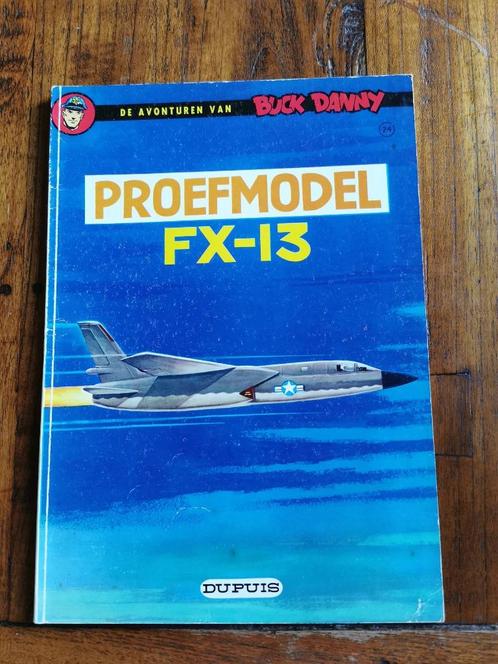 DE AVONTUREN VAN BUCK DANNY
24
PROEFMODEL
FX-13
DUPUIS